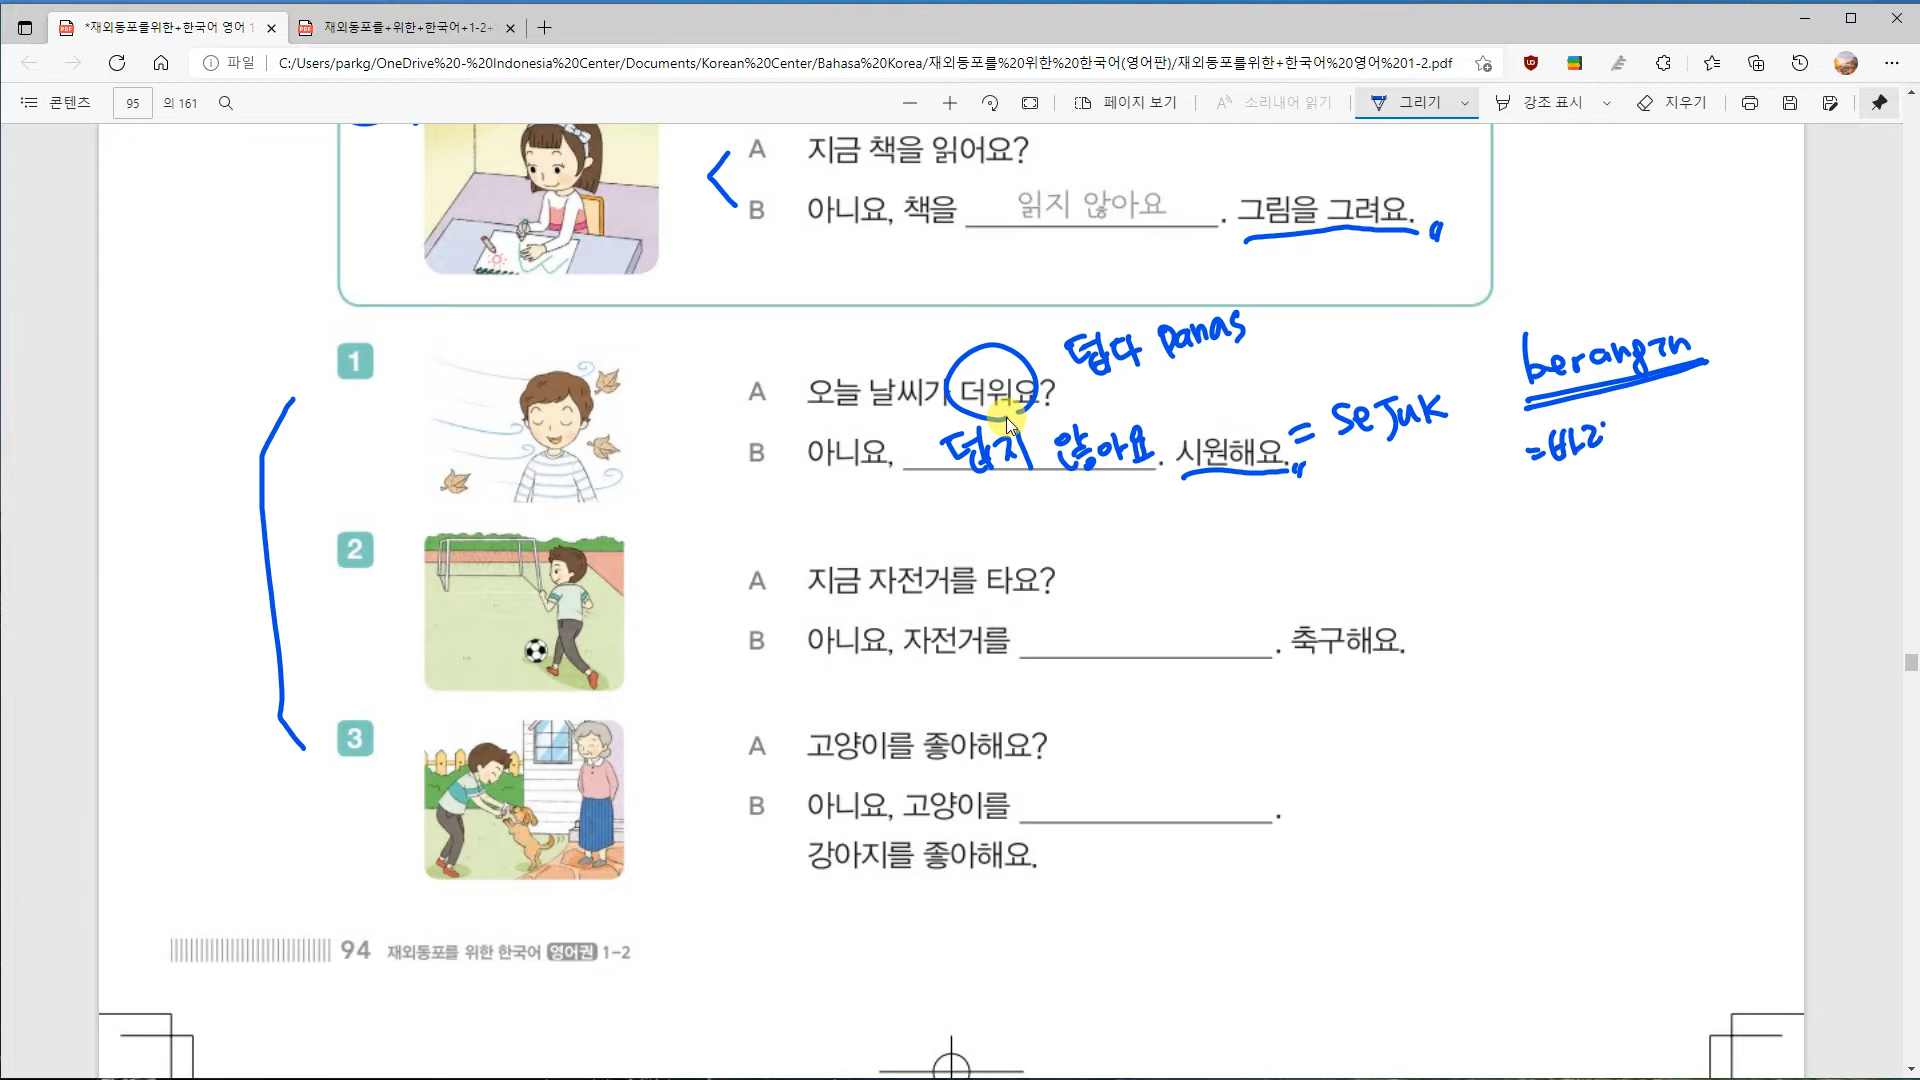 *재외동포를위한+한국어 영어 1
재외동포를+위한+한국어+1-2+
파일
C:/Users/parkg/OneDrive%20-%20Indonesia%20Center/Documents/Korean%20Center/Bahasa%20Korea/재외동포를%20위한%20한국어(영어판)/재외동포를위한+한국어%20영어%201-2.pdf
콘텐츠 95 의 161 페이지 보기 소리내어 읽기 그리기 강조 표시 지우기
A 지금 책을 읽어요?
B 아니요, 책을 읽지 않아요. 그림을 그려요.
덥다 panas
berangin
1
A 오늘 날씨가 더워요?
= sejuk
B 아니요, 덥지 않아요. 시원해요.
2
A 지금 자전거를 타요?
B 아니요, 자전거를 . 축구해요.
3
A 고양이를 좋아해요?
B 아니요, 고양이를 .
강아지를 좋아해요.
94 재외동포를 위한 한국어 영어권 1-2